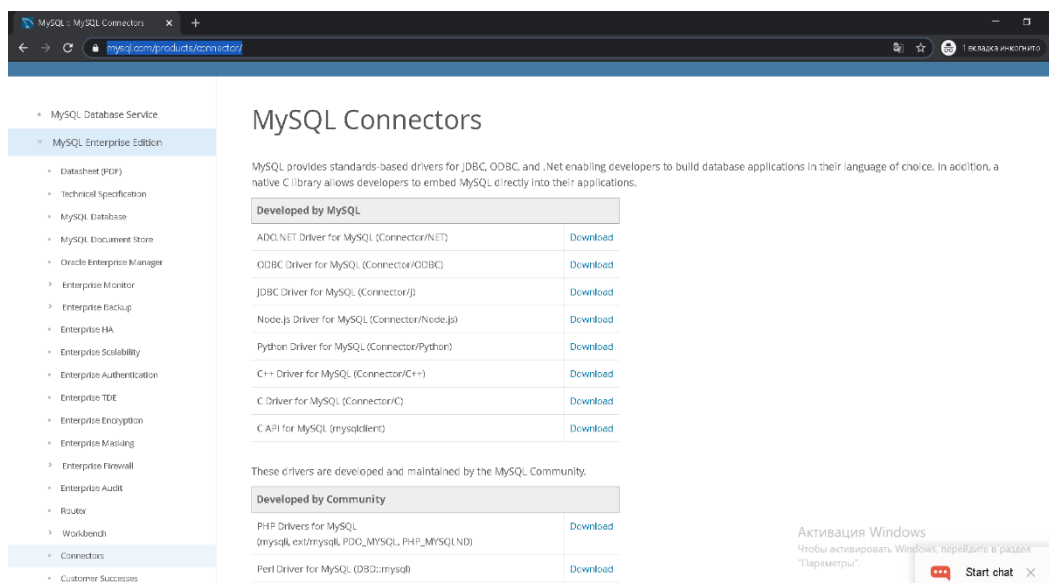 MySQL :: MySQL Connectors
mysql.com/products/connector/
1 вкладка инкогнито
MySQL Database Service
MySQL Enterprise Edition
Datasheet (PDF)
Technical Specification
MySQL Database
MySQL Document Store
Oracle Enterprise Manager
Enterprise Monitor
Enterprise Backup
Enterprise HA
Enterprise Scalability
Enterprise Authentication
Enterprise TDE
Enterprise Encryption
Enterprise Masking
Enterprise Firewall
Enterprise Audit
Router
Workbench
Connectors
Customer Successes
MySQL Connectors
MySQL provides standards-based drivers for JDBC, ODBC, and .Net enabling developers to build database applications in their language of choice. In addition, a
native C library allows developers to embed MySQL directly into their applications.
Developed by MySQL
ADO.NET Driver for MySQL (Connector/NET) Download
ODBC Driver for MySQL (Connector/ODBC) Download
JDBC Driver for MySQL (Connector/J) Download
Node.js Driver for MySQL (Connector/Node.js) Download
Python Driver for MySQL (Connector/Python) Download
C++ Driver for MySQL (Connector/C++) Download
C Driver for MySQL (Connector/C) Download
C API for MySQL (mysqlclient) Download
These drivers are developed and maintained by the MySQL Community.
Developed by Community
PHP Drivers for MySQL Download
(mysqli, ext/mysqli, PDO_MYSQL, PHP_MYSQLND)
Perl Driver for MySQL (DBD::mysql) Download
Активация Windows
Чтобы активировать Windows, перейдите в раздел
"Параметры".
Start chat